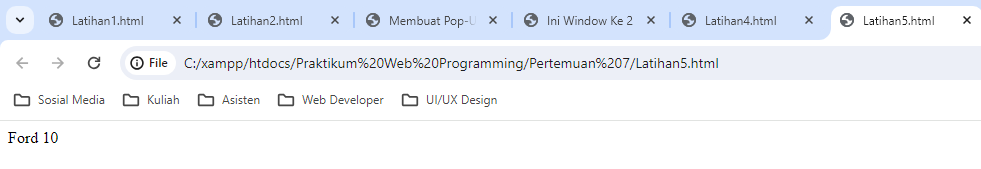 Latihan1.html Latihan2.html Membuat Pop-U Ini Window Ke 2 Latihan4.html Latihan5.html
File C:/xampp/htdocs/Praktikum%20Web%20Programming/Pertemuan%207/Latihan5.html
Sosial Media Kuliah Asisten Web Developer UI/UX Design
Ford 10